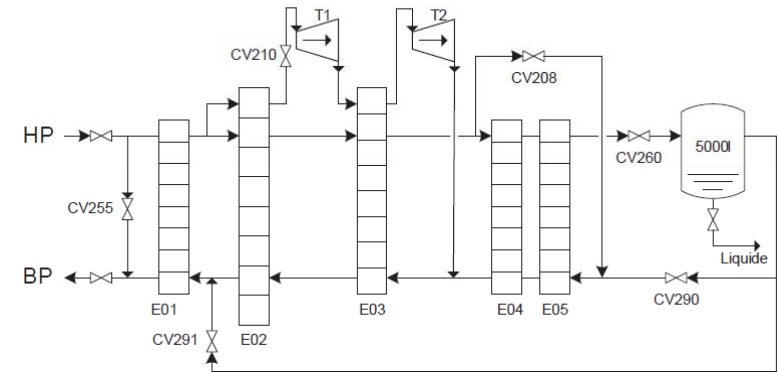 T1
T2
CV210
CV208
HP
CV260
5000l
CV255
Liquide
BP
CV290
E01
E02
E03
E04
E05
CV291